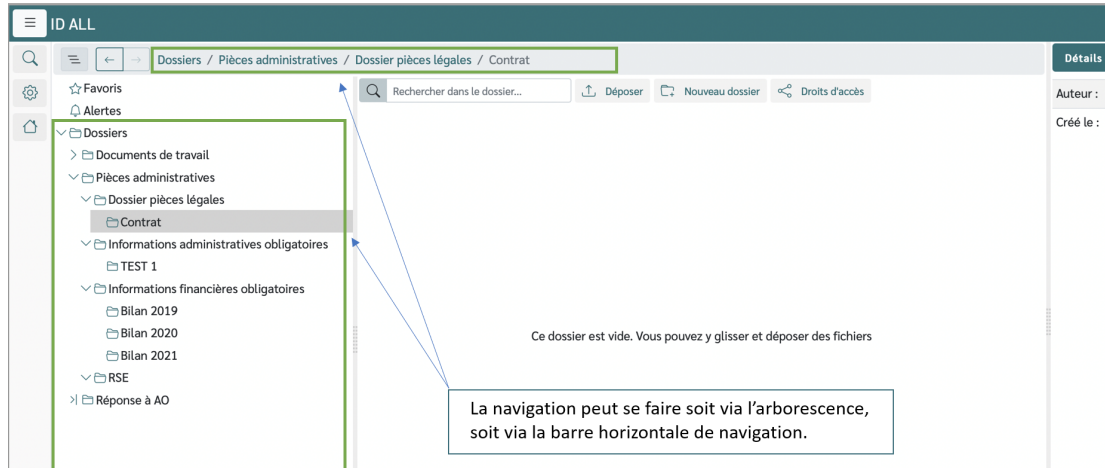 ID ALL
Dossiers / Pièces administratives / Dossier pièces légales / Contrat
Détails
Favoris
Rechercher dans le dossier...
Déposer
Nouveau dossier
Droits d'accès
Auteur :
Alertes
Créé le :
Dossiers
Documents de travail
Pièces administratives
Dossier pièces légales
Contrat
Informations administratives obligatoires
TEST 1
Informations financières obligatoires
Bilan 2019
Bilan 2020
Bilan 2021
RSE
Réponse à AO
Ce dossier est vide. Vous pouvez y glisser et déposer des fichiers
La navigation peut se faire soit via l’arborescence,
soit via la barre horizontale de navigation.